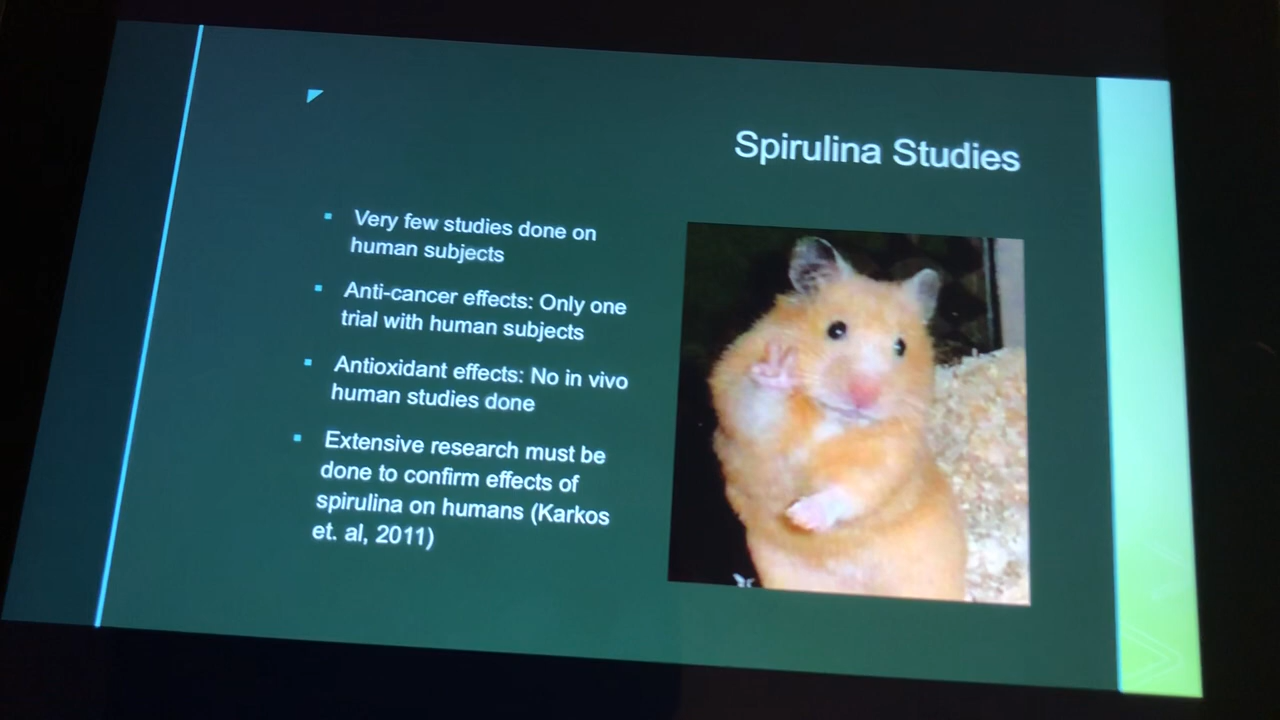 Spirulina Studies
Very few studies done on
human subjects
Anti-cancer effects: Only one
trial with human subjects
Antioxidant effects: No in vivo
human studies done
Extensive research must be
done to confirm effects of
spirulina on humans (Karkos
et. al, 2011)